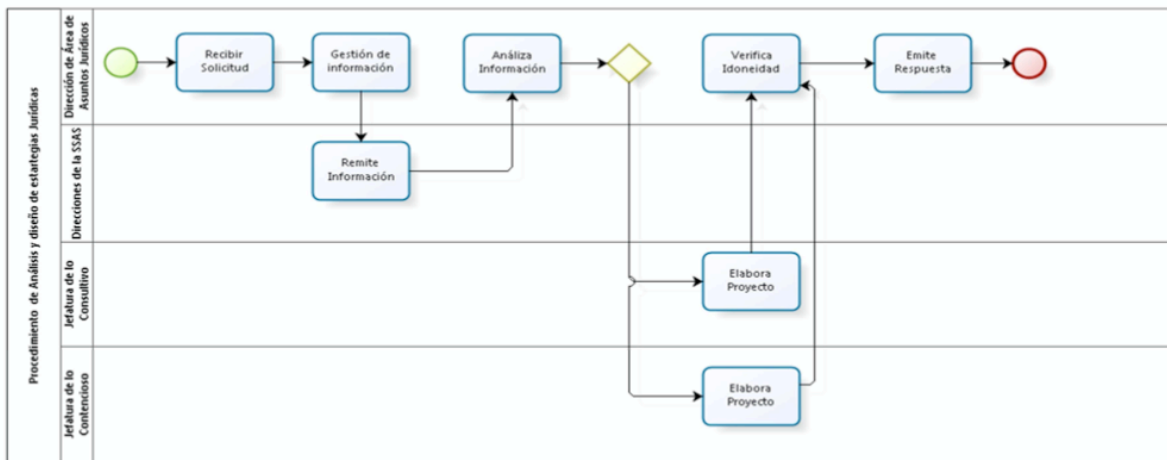 Procedimiento de Análisis y diseño de estartegias Jurídicas
Dirección de Área de
Asuntos Jurídicos
Recibir
Solicitud
Gestión de
información
Análiza
Información
Verifica
Idoneidad
Emite
Respuesta
Direcciones de la SSAS
Remite
Información
Jefatura de lo
Consultivo
Elabora
Proyecto
Jefatura de lo
Contencioso
Elabora
Proyecto